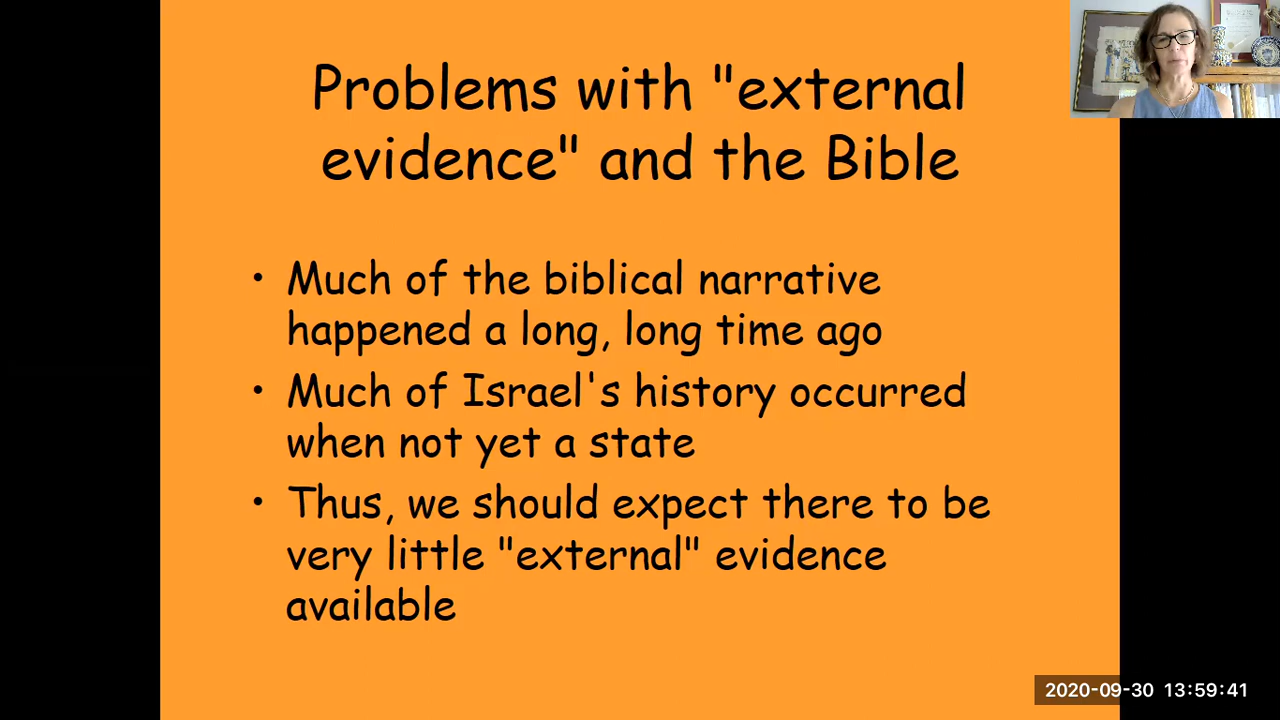 Problems with "external
evidence" and the Bible
• Much of the biblical narrative
happened a long, long time ago
• Much of Israel's history occurred
when not yet a state
• Thus, we should expect there to be
very little "external" evidence
available
2020-09-30 13:59:41